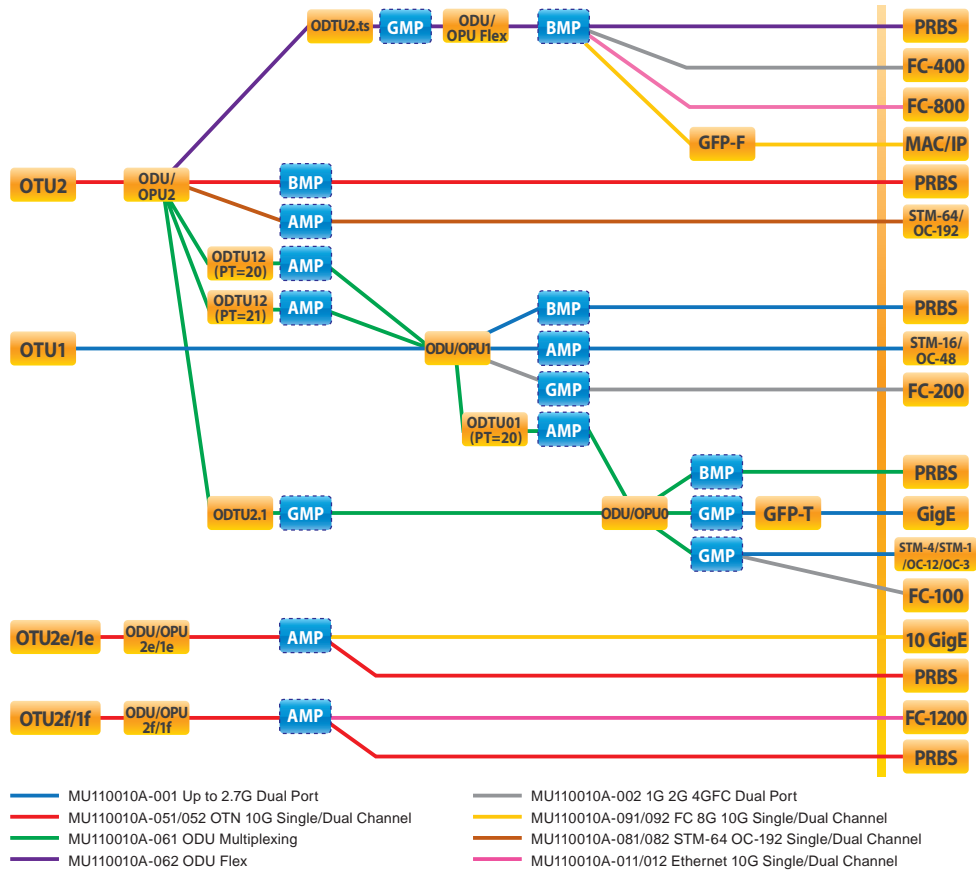 ODTU2.ts
GMP
ODU/
OPU Flex
BMP
PRBS
FC-400
FC-800
GFP-F
MAC/IP
OTU2
ODU/
OPU2
BMP
PRBS
AMP
STM-64/
OC-192
ODTU12
(PT=20)
AMP
ODTU12
(PT=21)
AMP
BMP
PRBS
OTU1
ODU/OPU1
AMP
STM-16/
OC-48
GMP
FC-200
ODTU01
(PT=20)
AMP
BMP
PRBS
ODTU2.1
GMP
ODU/OPU0
GMP
GFP-T
GigE
GMP
STM-4/STM-1
/OC-12/OC-3
FC-100
OTU2e/1e
ODU/OPU
2e/1e
AMP
10 GigE
PRBS
OTU2f/1f
ODU/OPU
2f/1f
AMP
FC-1200
PRBS
MU110010A-001 Up to 2.7G Dual Port
MU110010A-051/052 OTN 10G Single/Dual Channel
MU110010A-061 ODU Multiplexing
MU110010A-062 ODU Flex
MU110010A-002 1G 2G 4GFC Dual Port
MU110010A-091/092 FC 8G 10G Single/Dual Channel
MU110010A-081/082 STM-64 OC-192 Single/Dual Channel
MU110010A-011/012 Ethernet 10G Single/Dual Channel